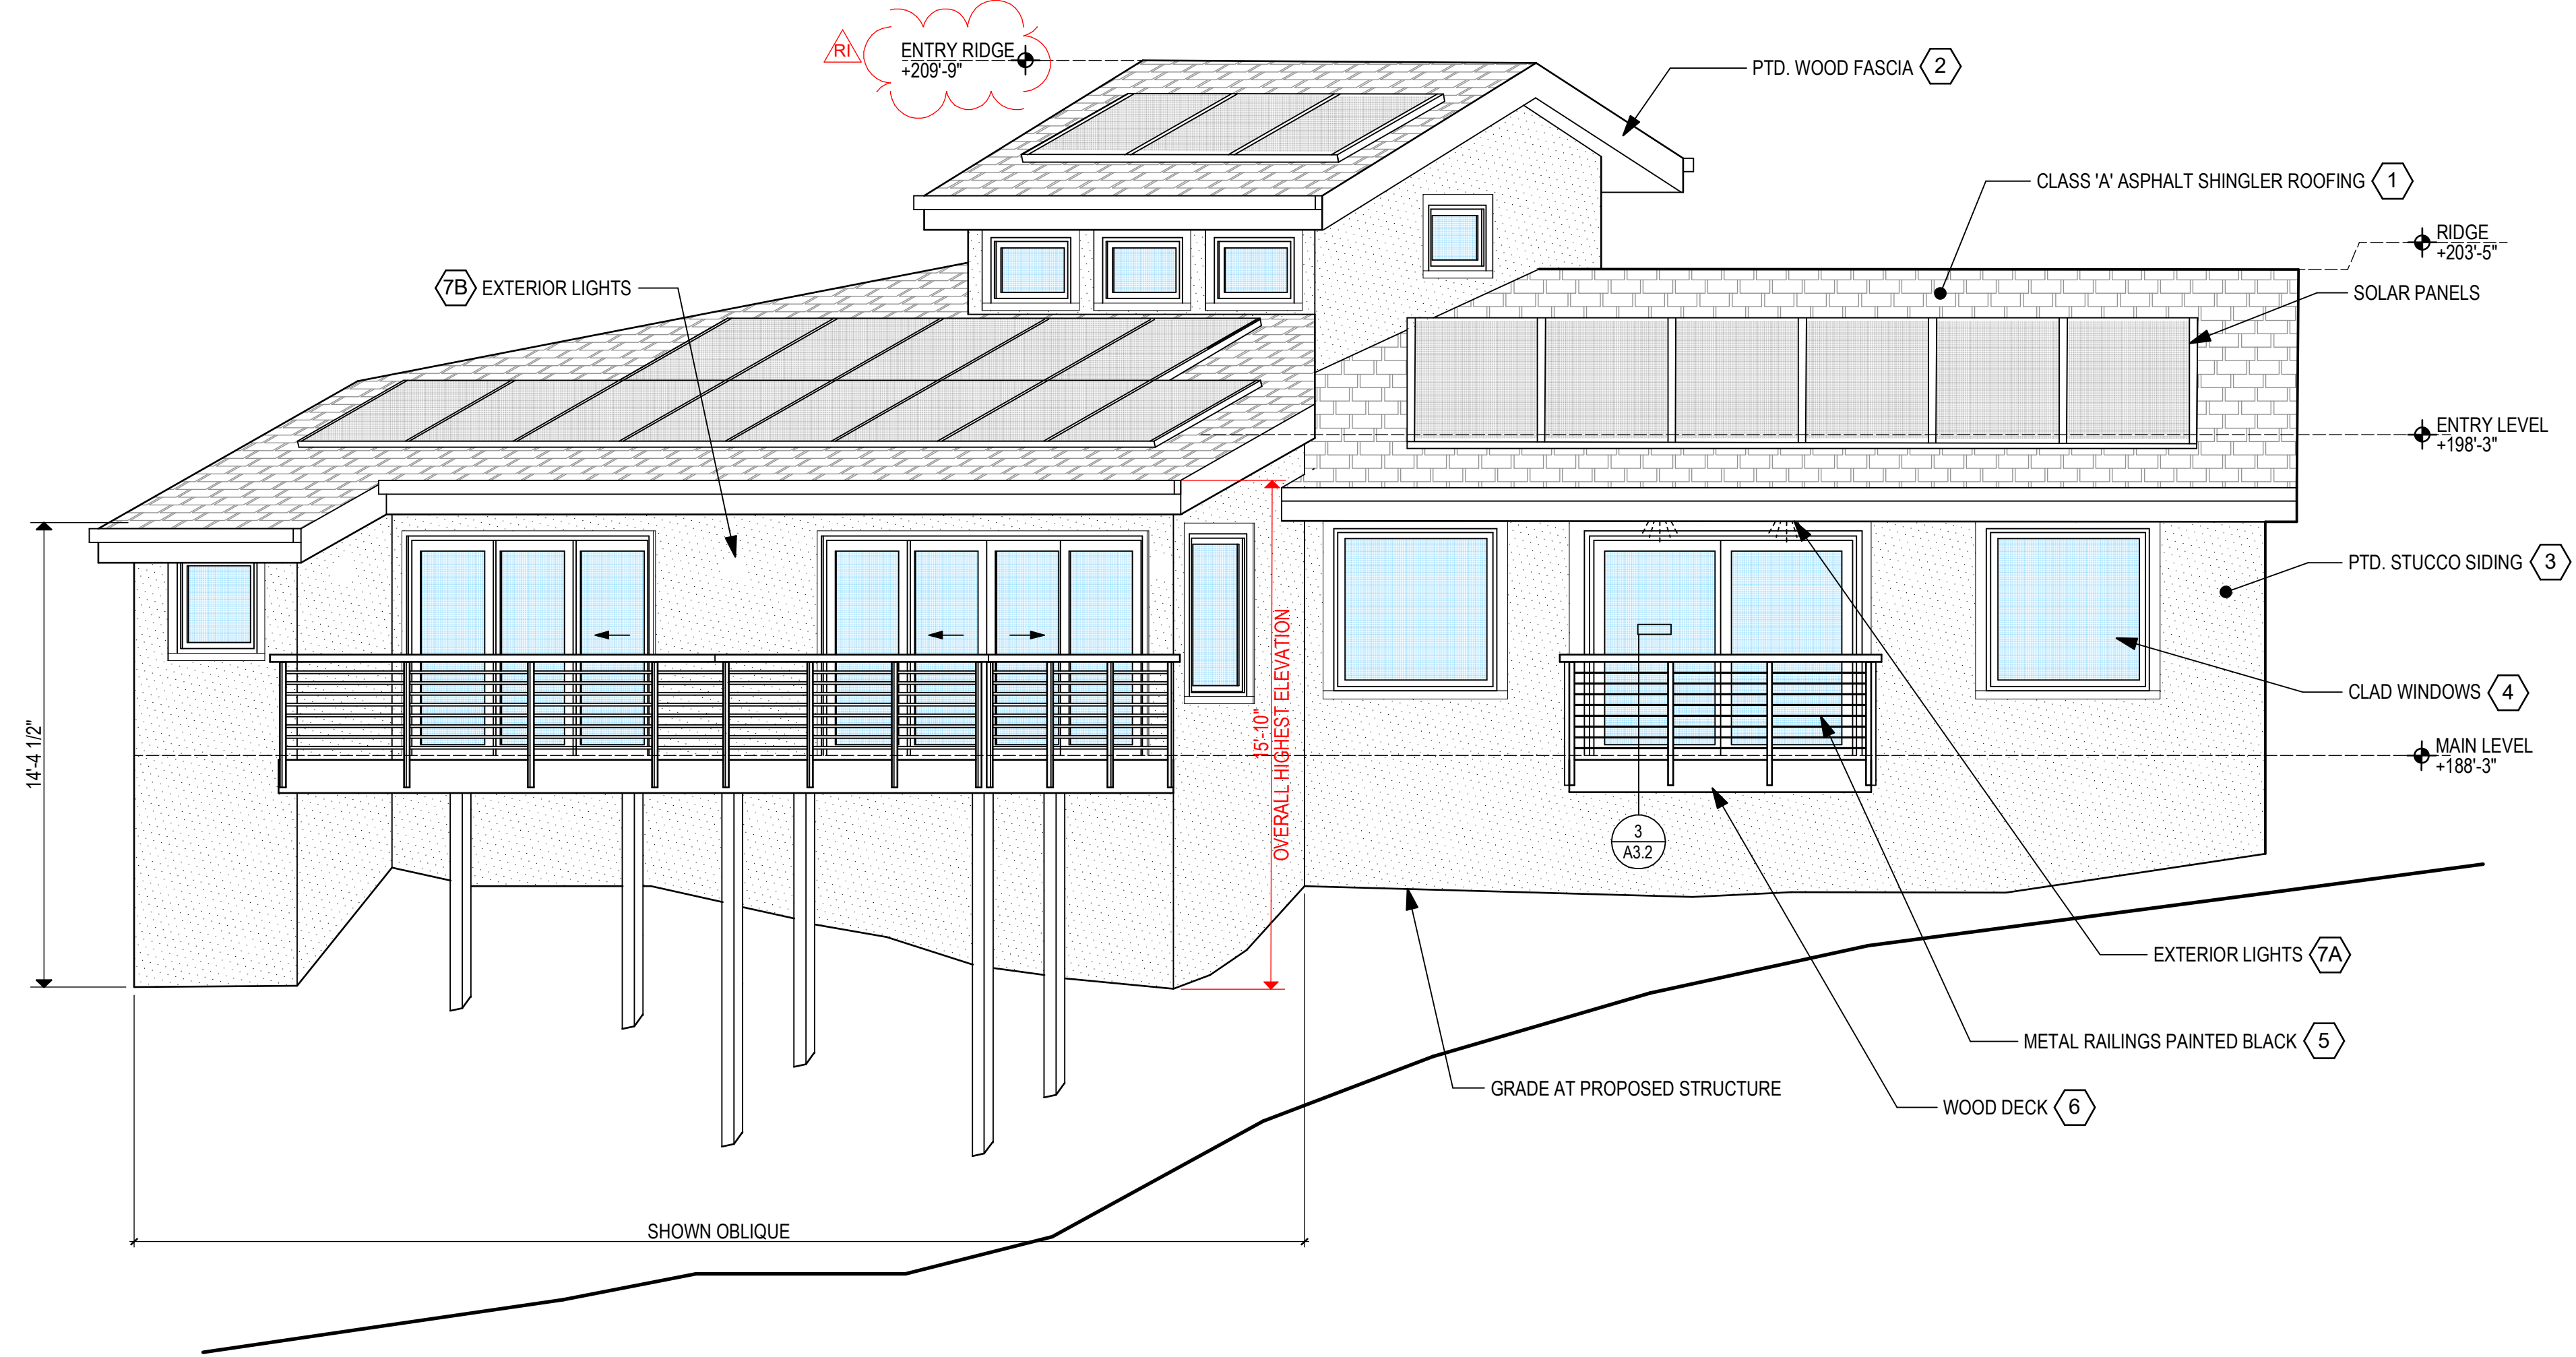 RI
ENTRY RIDGE
+209'-9"
PTD. WOOD FASCIA 2
CLASS 'A' ASPHALT SHINGLER ROOFING 1
RIDGE
+203'-5"
7B EXTERIOR LIGHTS
SOLAR PANELS
ENTRY LEVEL
+198'-3"
PTD. STUCCO SIDING 3
CLAD WINDOWS 4
14'-4 1/2"
15'-10"
OVERALL HIGHEST ELEVATION
MAIN LEVEL
+188'-3"
3
A3.2
EXTERIOR LIGHTS 7A
METAL RAILINGS PAINTED BLACK 5
GRADE AT PROPOSED STRUCTURE
WOOD DECK 6
SHOWN OBLIQUE